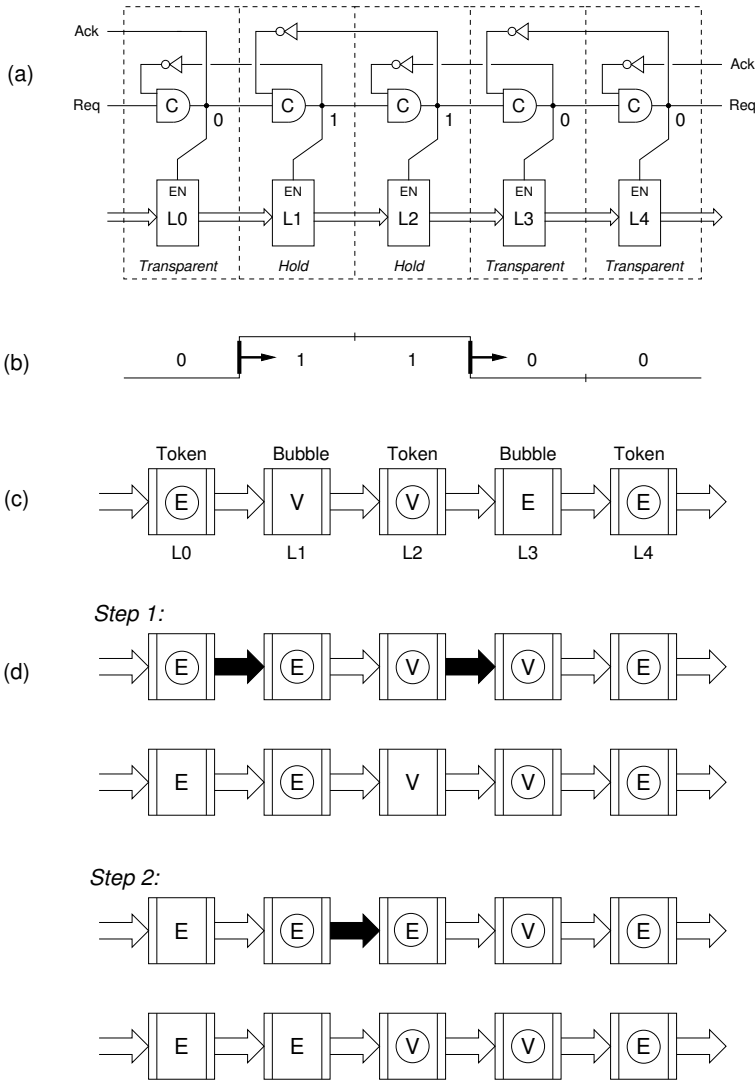 (a)
Ack
Ack
Req C C C C C Req
0 1 1 0 0
EN EN EN EN EN
L0 L1 L2 L3 L4
Transparent Hold Hold Transparent Transparent
(b)
0 1 1 0 0
(c)
Token Bubble Token Bubble Token
E V V E E
L0 L1 L2 L3 L4
Step 1:
(d)
E E V V E
E E V V E
Step 2:
E E E V E
E E V V E